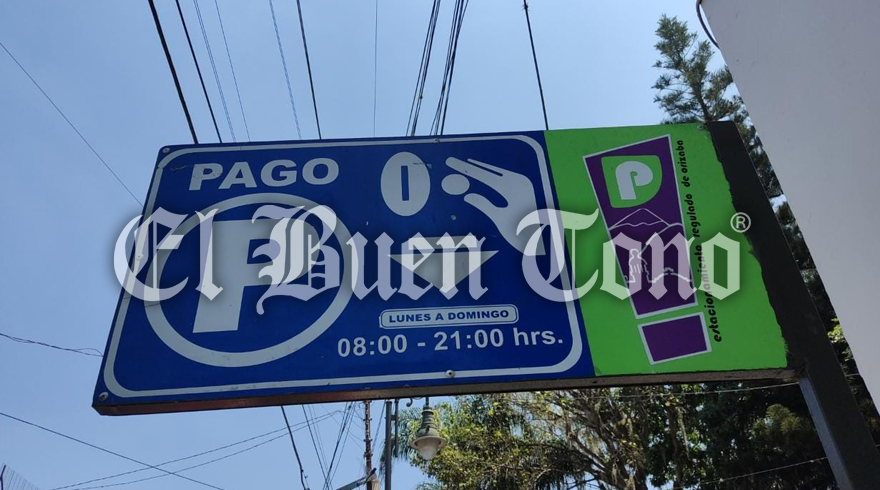 PAGO
P
LUNES A DOMINGO
08:00 - 21:00 hrs.
P
estacionamiento regulado de orizaba
El Buen Tono®